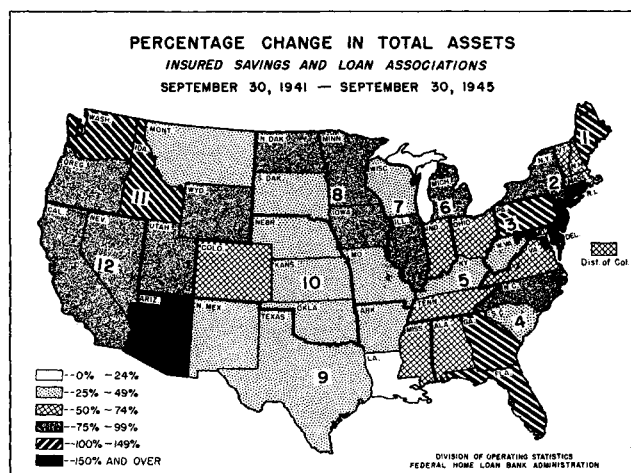 PERCENTAGE CHANGE IN TOTAL ASSETS
INSURED SAVINGS AND LOAN ASSOCIATIONS
SEPTEMBER 30, 1941 — SEPTEMBER 30, 1945
WASH.
MONT.
N. DAK.
MINN.
OREG.
IDA.
S. DAK.
WISC.
MICH.
N.Y.
1
2
3
R.I.
11
WYO.
8
7
6
CAL.
NEV.
UTAH
NEBR.
IOWA
ILL.
IND.
OHIO
W.VA.
DEL.
VA.
Dist. of Col.
12
COLO.
KANS.
10
MO.
KY.
5
N.C.
TENN.
S.C.
4
ARIZ.
N. MEX.
OKLA.
TEXAS
ARK.
MISS.
ALA.
GA.
LA.
9
FLA.
--0% -24%
--25% -49%
--50% -74%
--75% -99%
--100%-149%
--150% AND OVER
DIVISION OF OPERATING STATISTICS
FEDERAL HOME LOAN BANK ADMINISTRATION